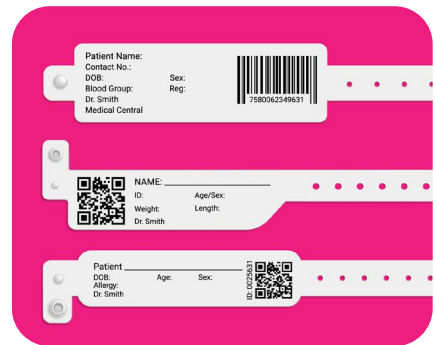 Patient Name:
Contact No.:
DOB: Sex:
Blood Group: Reg:
Dr. Smith
Medical Central
7580062349631
NAME:
ID: Age/Sex:
Weight: Length:
Dr. Smith
Patient
DOB: Age: Sex:
Allergy:
Dr. Smith
ID: 0025631